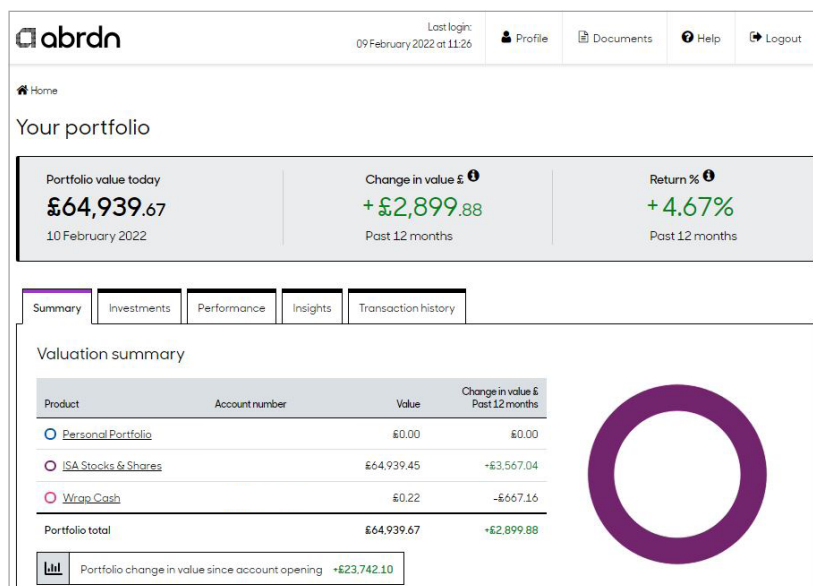 abrdn
Last login:
09 February 2022 at 11:26
Profile
Documents
Help
Logout
Home
Your portfolio
Portfolio value today
£64,939.67
10 February 2022
Change in value £
+£2,899.88
Past 12 months
Return %
+4.67%
Past 12 months
Summary
Investments
Performance
Insights
Transaction history
Valuation summary
Product Account number Value Change in value £ Past 12 months
Personal Portfolio £0.00 £0.00
ISA Stocks & Shares £64,939.45 +£3,567.04
Wrap Cash £0.22 -£667.16
Portfolio total £64,939.67 +£2,899.88
Portfolio change in value since account opening +£23,742.10